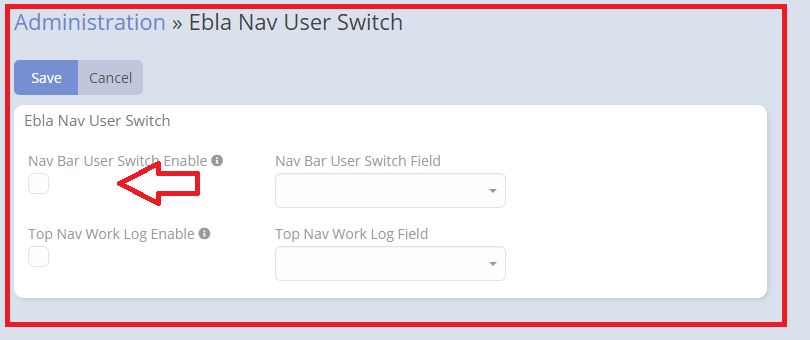 Administration » Ebla Nav User Switch
Save Cancel
Ebla Nav User Switch
Nav Bar User Switch Enable Nav Bar User Switch Field
Top Nav Work Log Enable Top Nav Work Log Field